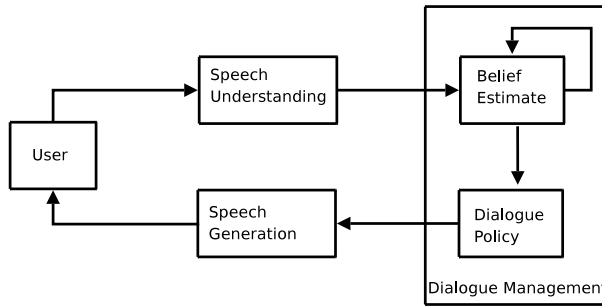 Speech
Understanding
Belief
Estimate
User
Speech
Generation
Dialogue
Policy
Dialogue Management